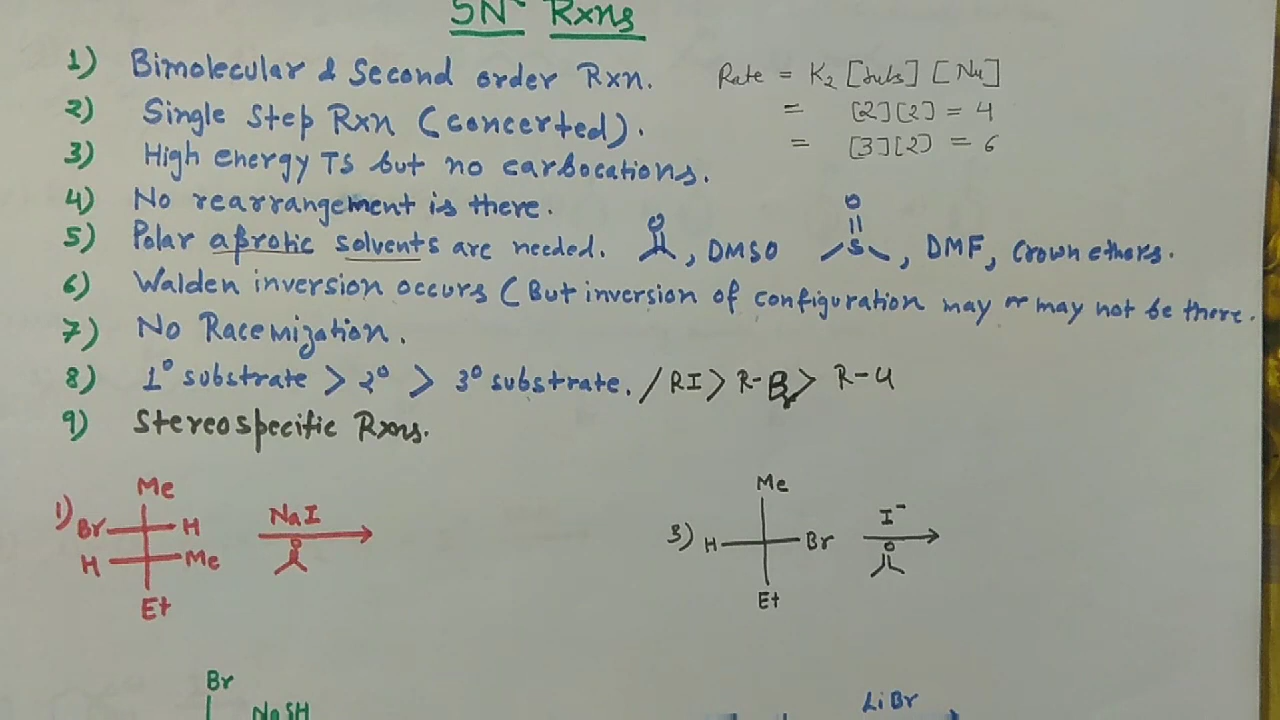 SN² Rxns
1) Bimolecular & Second order Rxn. Rate = K₂ [Subs] [Nu]
2) Single Step Rxn (concerted). = [2][2] = 4
3) High energy TS but no carbocations. = [3][2] = 6
4) No rearrangement is there.
5) Polar aprotic solvents are needed. O, DMSO O S, DMF, Crown ethers.
6) Walden inversion occurs (But inversion of configuration may or may not be there.
7) No Racemization.
8) 1° substrate > 2° > 3° substrate. / RI > R-Br > R-Cl
9) Stereospecific Rxns.
1) Me Br H H Me Et NaI O
3) Me H Br Et I⁻ O
Br NaSH
LiBr